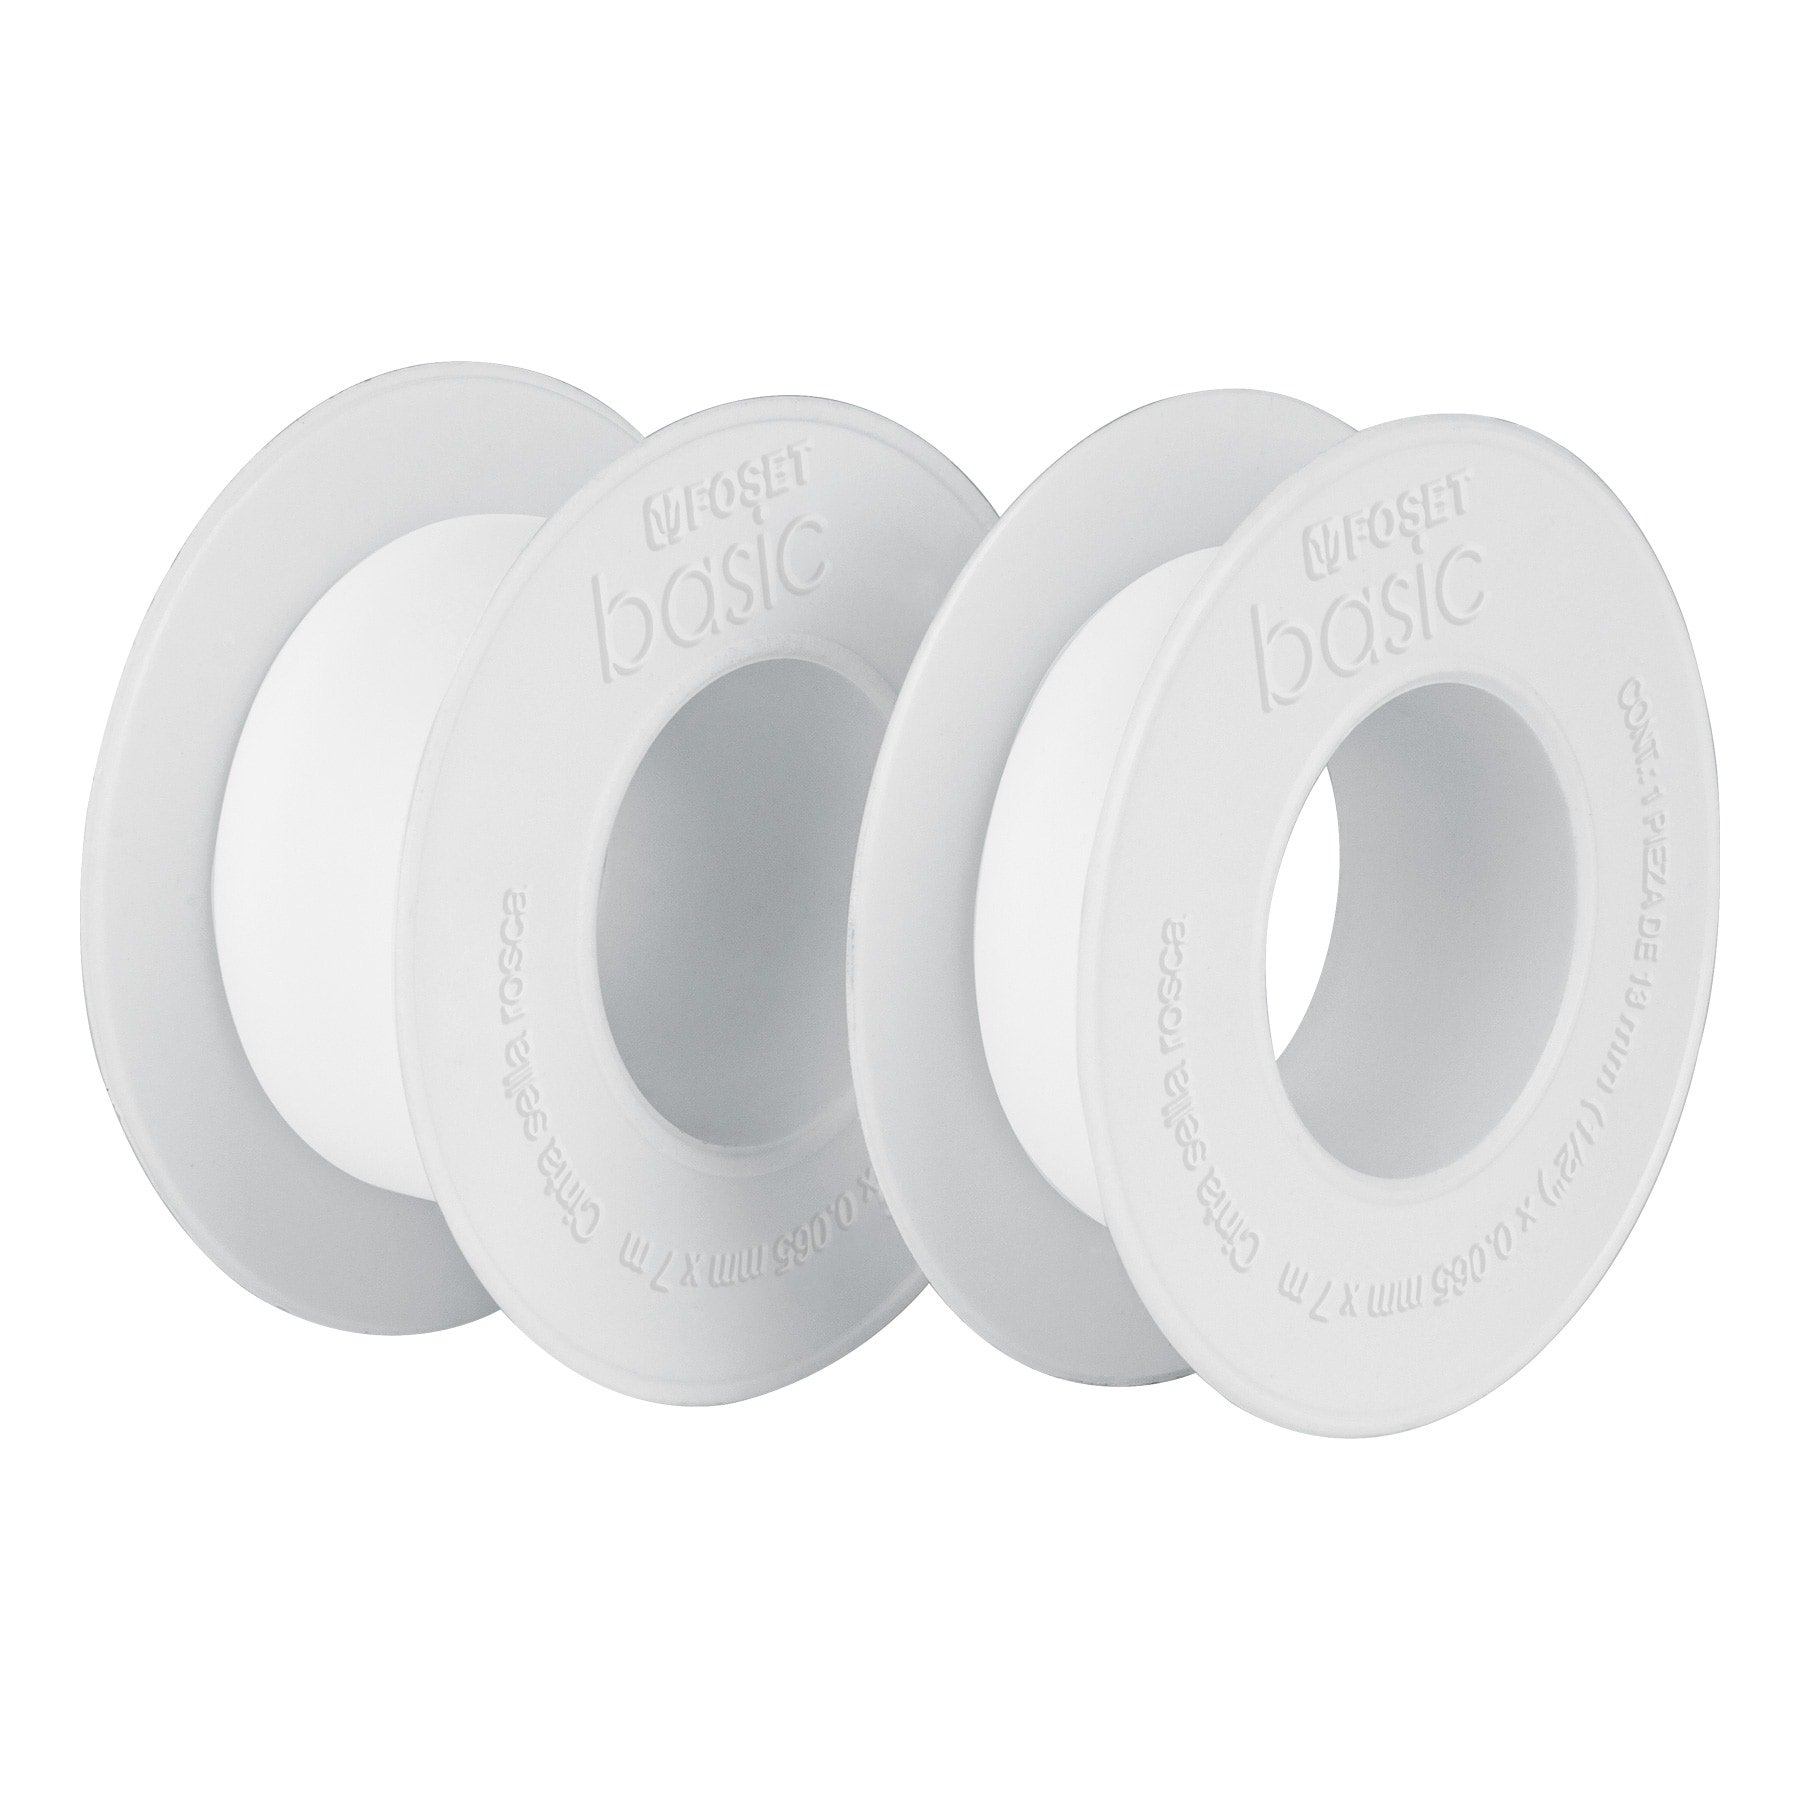 FOSET
basic
Cinta sella rosca.
x 0.065 mm x 7 m
FOSET
basic
Cinta sella rosca.
CONT.: 1 PIEZA DE 13 mm (1/2") x 0.065 mm x 7 m